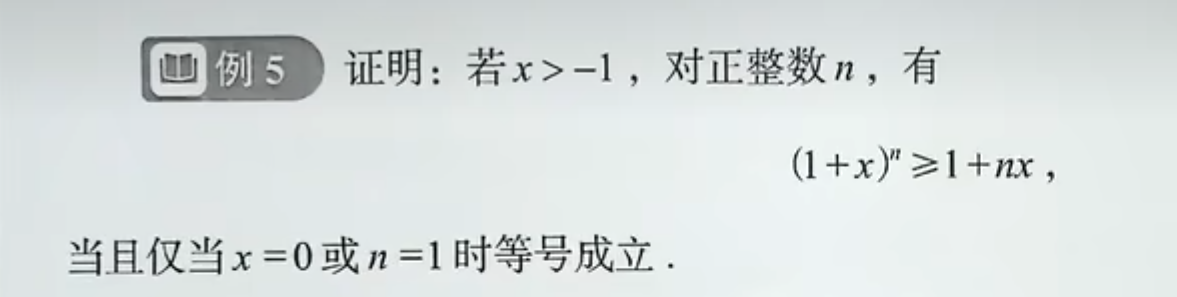 例 5 证明：若 x > −1，对正整数 n，有
(1+x)ⁿ ⩾ 1+nx，
当且仅当 x =0 或 n =1 时等号成立．